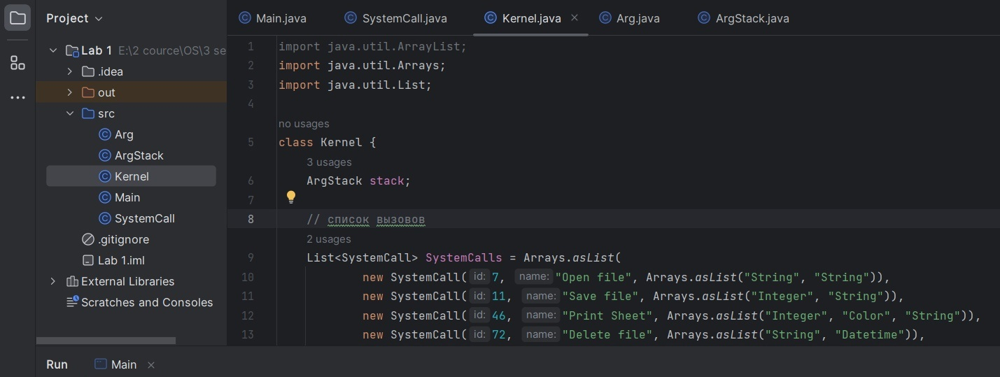 Project
Main.java SystemCall.java Kernel.java Arg.java ArgStack.java
Lab 1 E:\2 cource\OS\3 se
.idea
out
src
Arg
ArgStack
Kernel
Main
SystemCall
.gitignore
Lab 1.iml
External Libraries
Scratches and Consoles
1 import java.util.ArrayList;
2 import java.util.Arrays;
3 import java.util.List;
4
no usages
5 class Kernel {
3 usages
6 ArgStack stack;
7
8 // список вызовов
2 usages
9 List<SystemCall> SystemCalls = Arrays.asList(
10 new SystemCall( id: 7, name: "Open file", Arrays.asList("String", "String")),
11 new SystemCall( id: 11, name: "Save file", Arrays.asList("Integer", "String")),
12 new SystemCall( id: 46, name: "Print Sheet", Arrays.asList("Integer", "Color", "String")),
13 new SystemCall( id: 72, name: "Delete file", Arrays.asList("String", "Datetime")),
Run Main